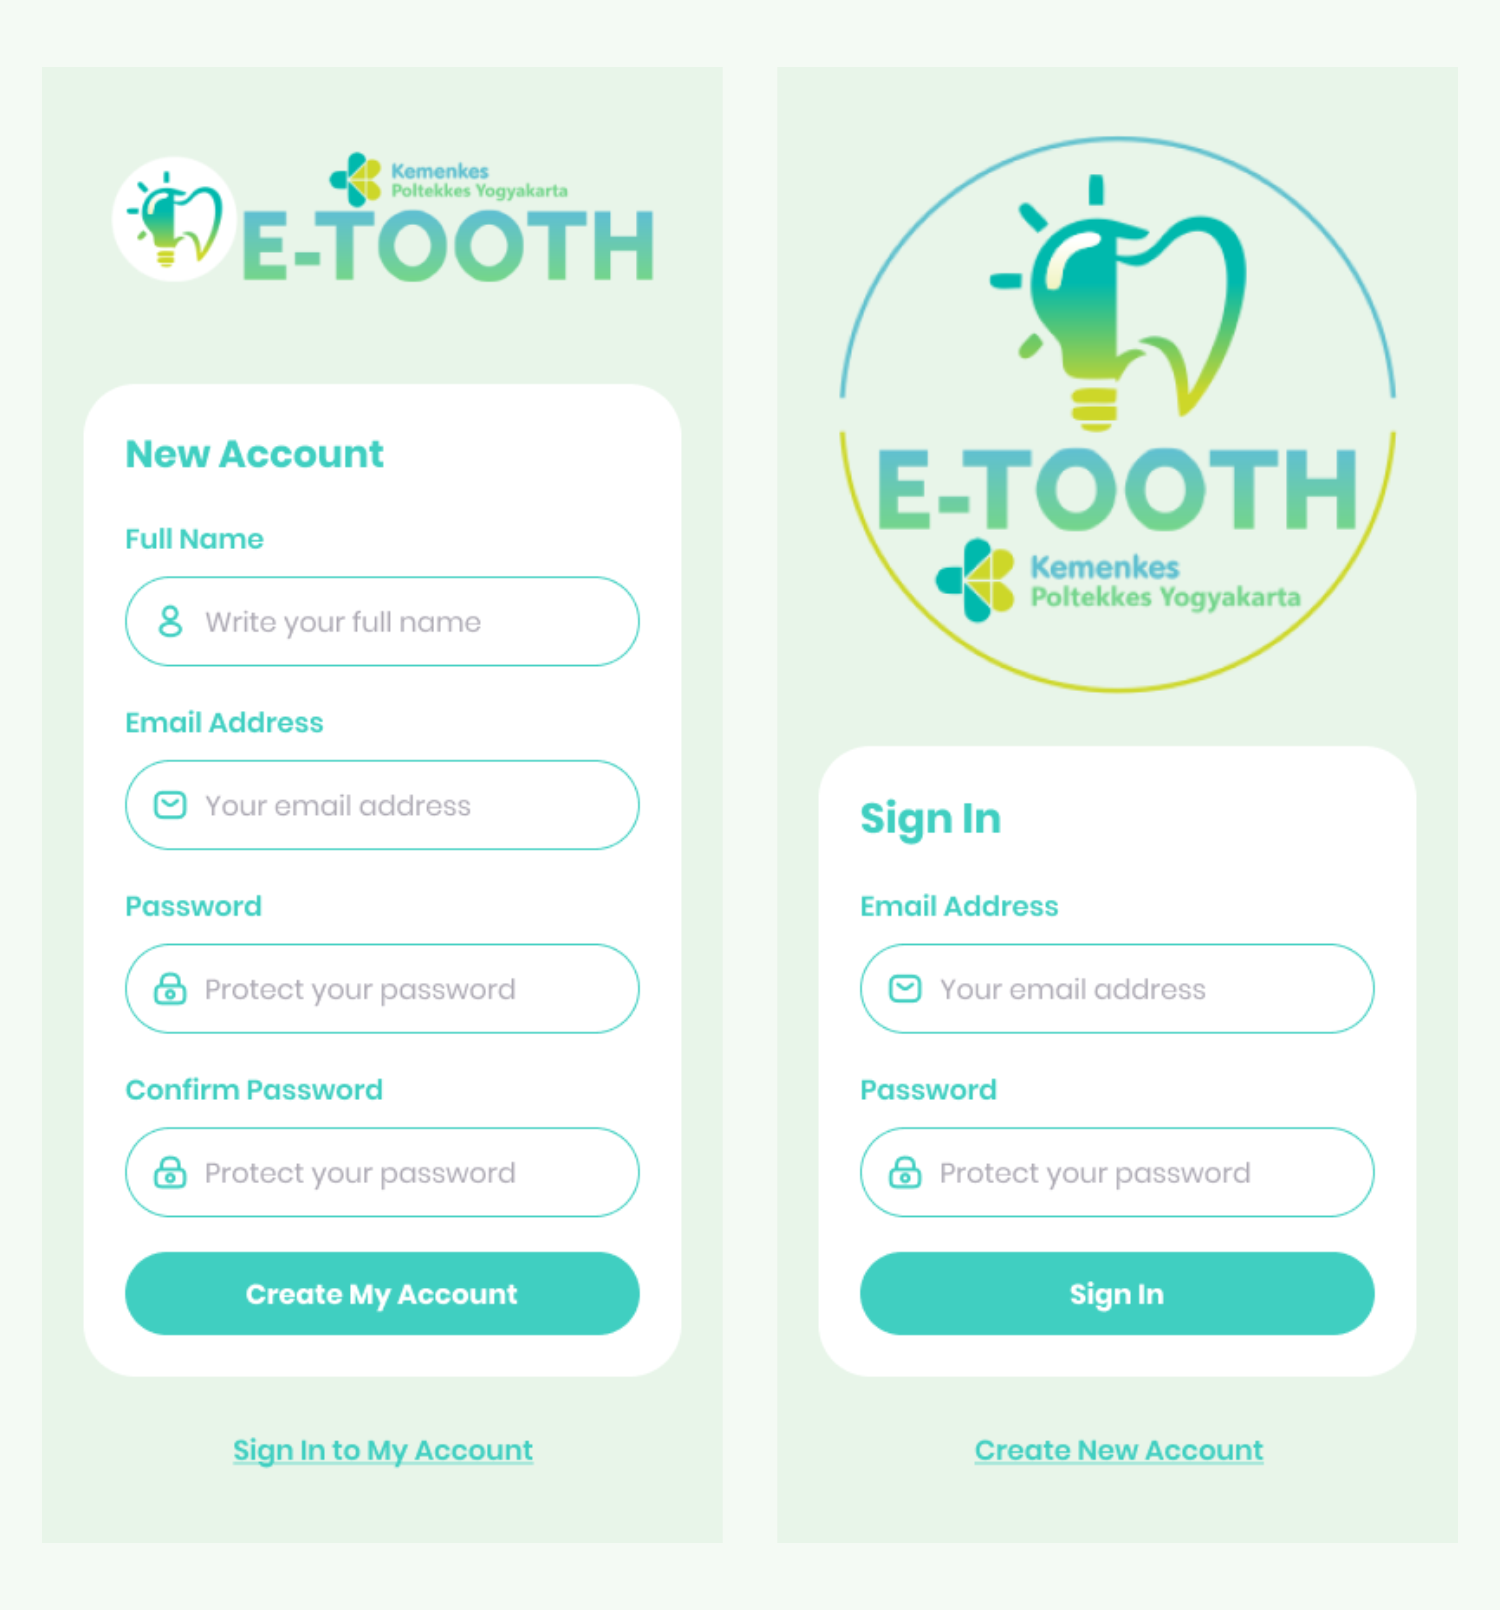 Kemenkes
Poltekkes Yogyakarta
E-TOOTH
New Account
Full Name
Write your full name
Email Address
Your email address
Password
Protect your password
Confirm Password
Protect your password
Create My Account
Sign In to My Account
E-TOOTH
Kemenkes
Poltekkes Yogyakarta
Sign In
Email Address
Your email address
Password
Protect your password
Sign In
Create New Account